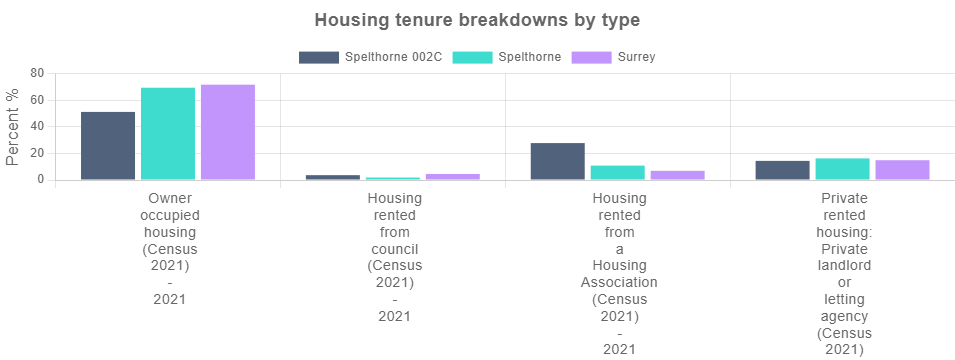 Housing tenure breakdowns by type
Spelthorne 002C Spelthorne Surrey
Percent %
80
60
40
20
0
Owner
occupied
housing
(Census
2021)
-
2021
Housing
rented
from
council
(Census
2021)
-
2021
Housing
rented
from
a
Housing
Association
(Census
2021)
-
2021
Private
rented
housing:
Private
landlord
or
letting
agency
(Census
2021)